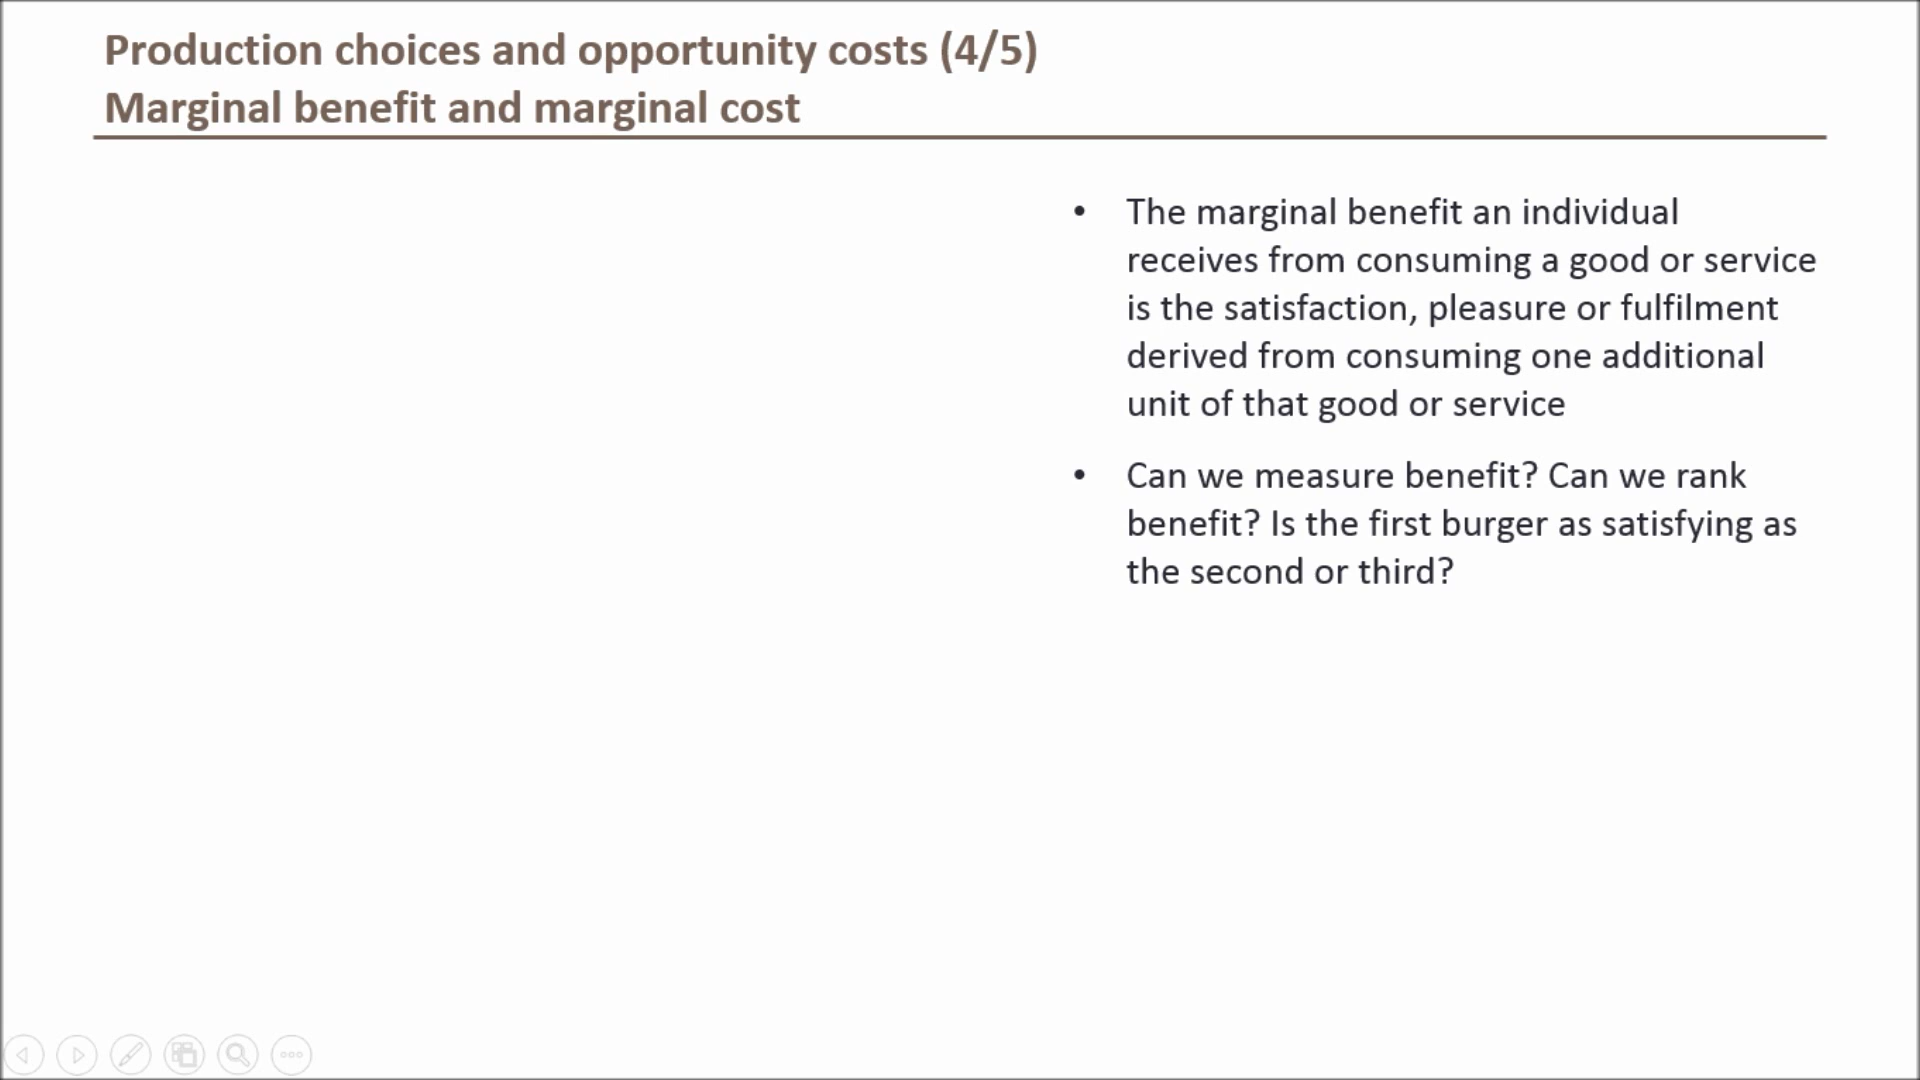 Production choices and opportunity costs (4/5)
Marginal benefit and marginal cost
• The marginal benefit an individual
receives from consuming a good or service
is the satisfaction, pleasure or fulfilment
derived from consuming one additional
unit of that good or service
• Can we measure benefit? Can we rank
benefit? Is the first burger as satisfying as
the second or third?